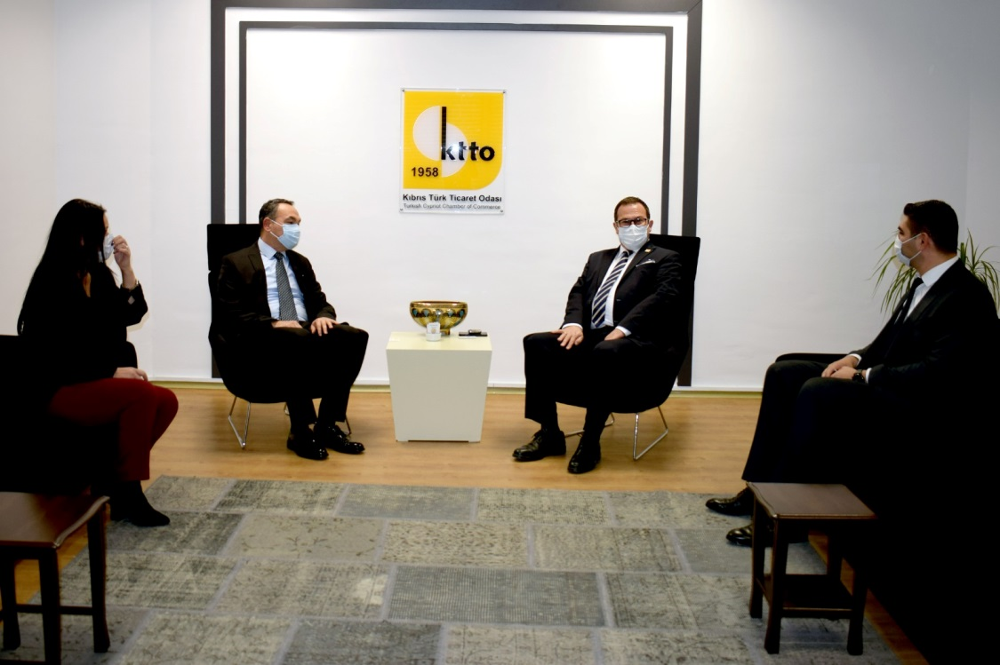 ktto
1958
Kıbrıs Türk Ticaret Odası
Turkish Cypriot Chamber of Commerce